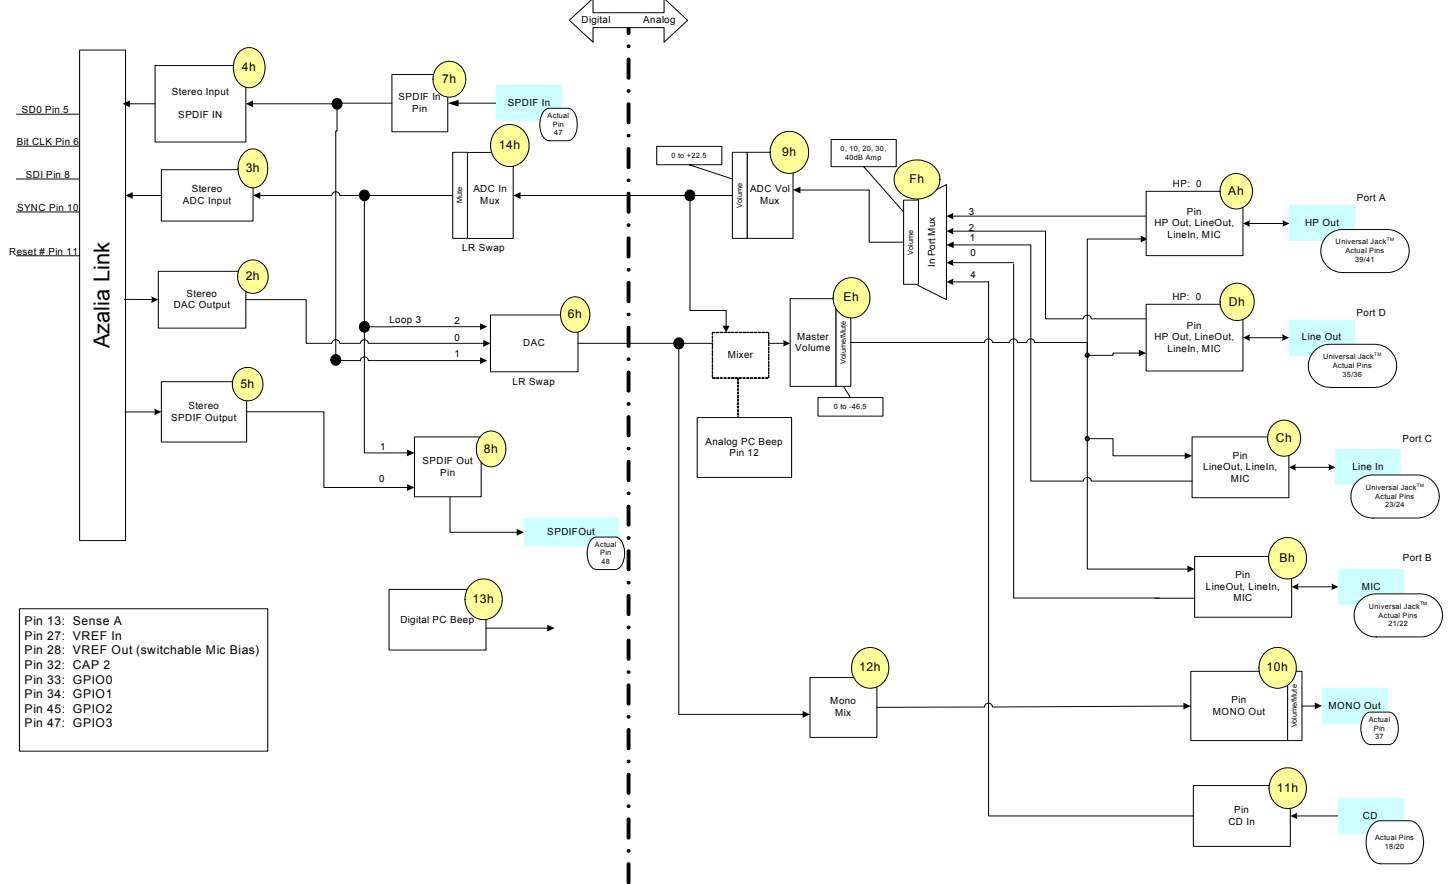 Digital Analog
4h
Stereo Input
SPDIF IN
7h
SPDIF In
Pin
SPDIF In
Actual
Pin
47
SD0 Pin 5
Bit CLK Pin 6
SDI Pin 8
SYNC Pin 10
Reset # Pin 11
Azalia Link
3h
Stereo
ADC Input
14h
Mute
ADC In
Mux
LR Swap
0 to +22.5
9h
Volume
ADC Vol
Mux
0, 10, 20, 30,
40dB Amp
Fh
Volume
In Port Mux
3
2
1
0
4
HP: 0
Ah
Pin
HP Out, LineOut,
LineIn, MIC
Port A
HP Out
Universal Jack™
Actual Pins
39/41
2h
Stereo
DAC Output
Loop 3
2
0
1
6h
DAC
LR Swap
Mixer
Eh
Master
Volume
Volume/Mute
0 to -46.5
Analog PC Beep
Pin 12
HP: 0
Dh
Pin
HP Out, LineOut,
LineIn, MIC
Port D
Line Out
Universal Jack™
Actual Pins
35/36
5h
Stereo
SPDIF Output
1
0
8h
SPDIF Out
Pin
SPDIFOut
Actual
Pin
48
Ch
Pin
LineOut, LineIn,
MIC
Port C
Line In
Universal Jack™
Actual Pins
23/24
Bh
Pin
LineOut, LineIn,
MIC
Port B
MIC
Universal Jack™
Actual Pins
21/22
13h
Digital PC Beep
Pin 13: Sense A
Pin 27: VREF In
Pin 28: VREF Out (switchable Mic Bias)
Pin 32: CAP 2
Pin 33: GPIO0
Pin 34: GPIO1
Pin 45: GPIO2
Pin 47: GPIO3
12h
Mono
Mix
10h
Pin
MONO Out
Volume/Mute
MONO Out
Actual
Pin
37
11h
Pin
CD In
CD
Actual Pins
18/20